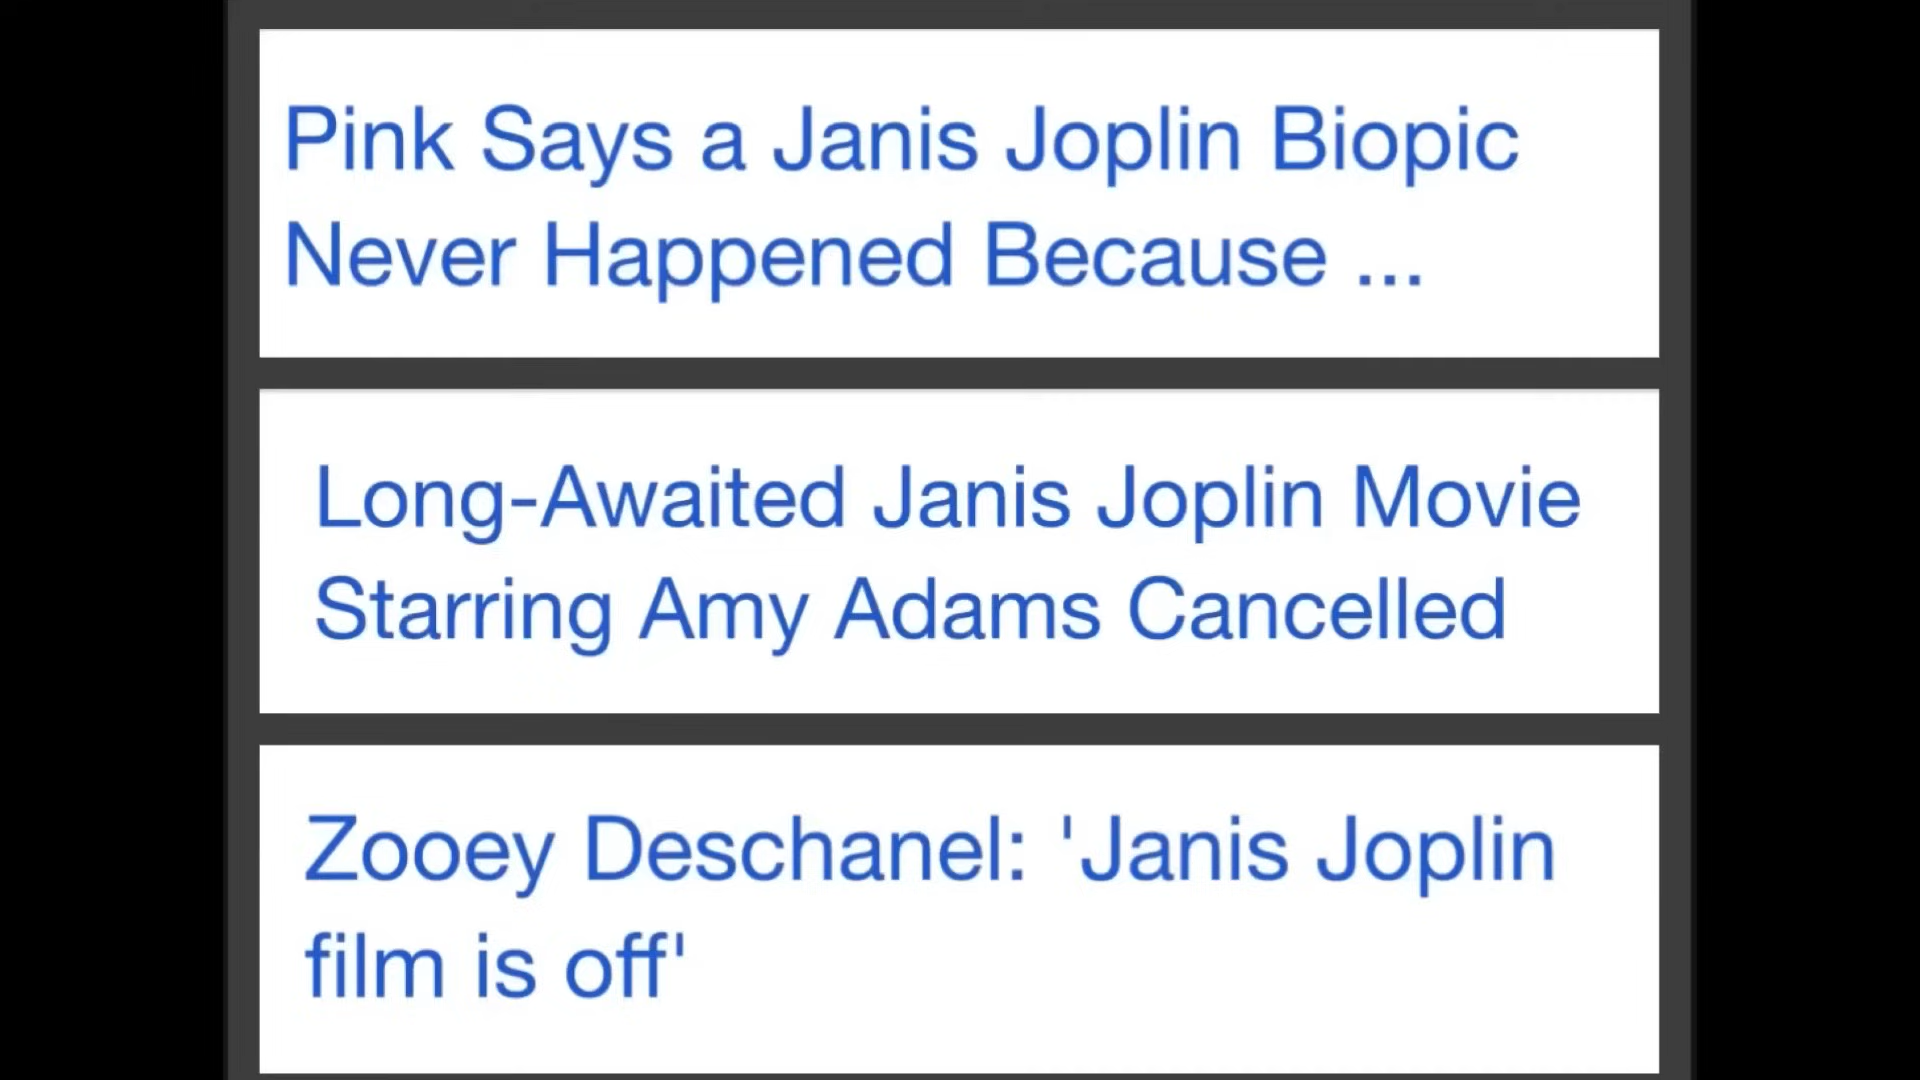 Pink Says a Janis Joplin Biopic
Never Happened Because ...
Long-Awaited Janis Joplin Movie
Starring Amy Adams Cancelled
Zooey Deschanel: 'Janis Joplin
film is off'